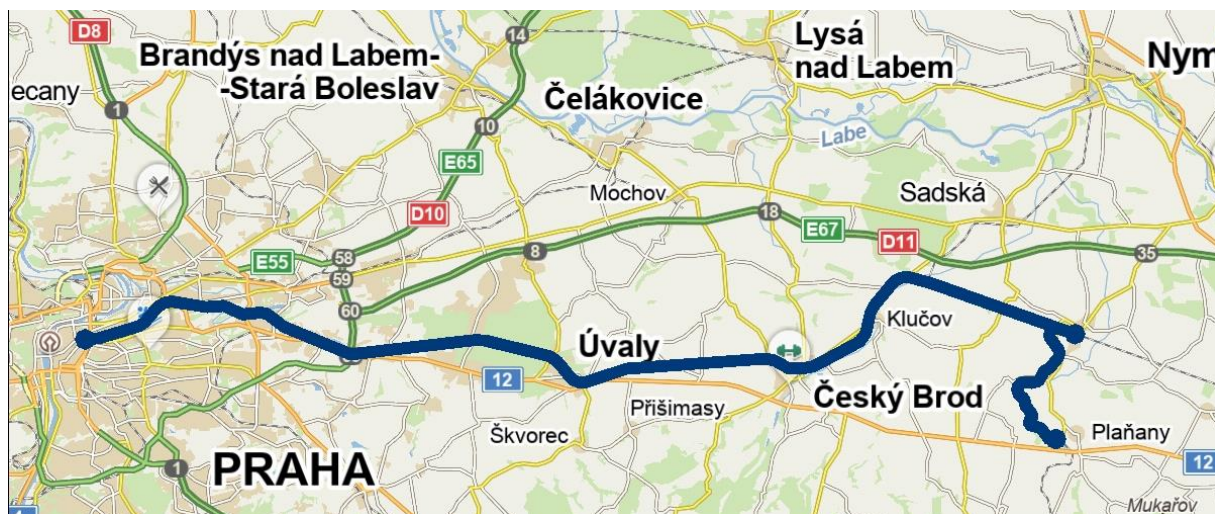 D8
14
Lysá
nad Labem
Nym
Brandýs nad Labem-
-Stará Boleslav
ecany
1
Čelákovice
10
Labe
E65
Mochov
Sadská
D10
18
E67
D11
8
35
E55
58
59
60
Klučov
Úvaly
12
Český Brod
Přišimasy
Škvorec
Plaňany
12
PRAHA
1
Mukařov